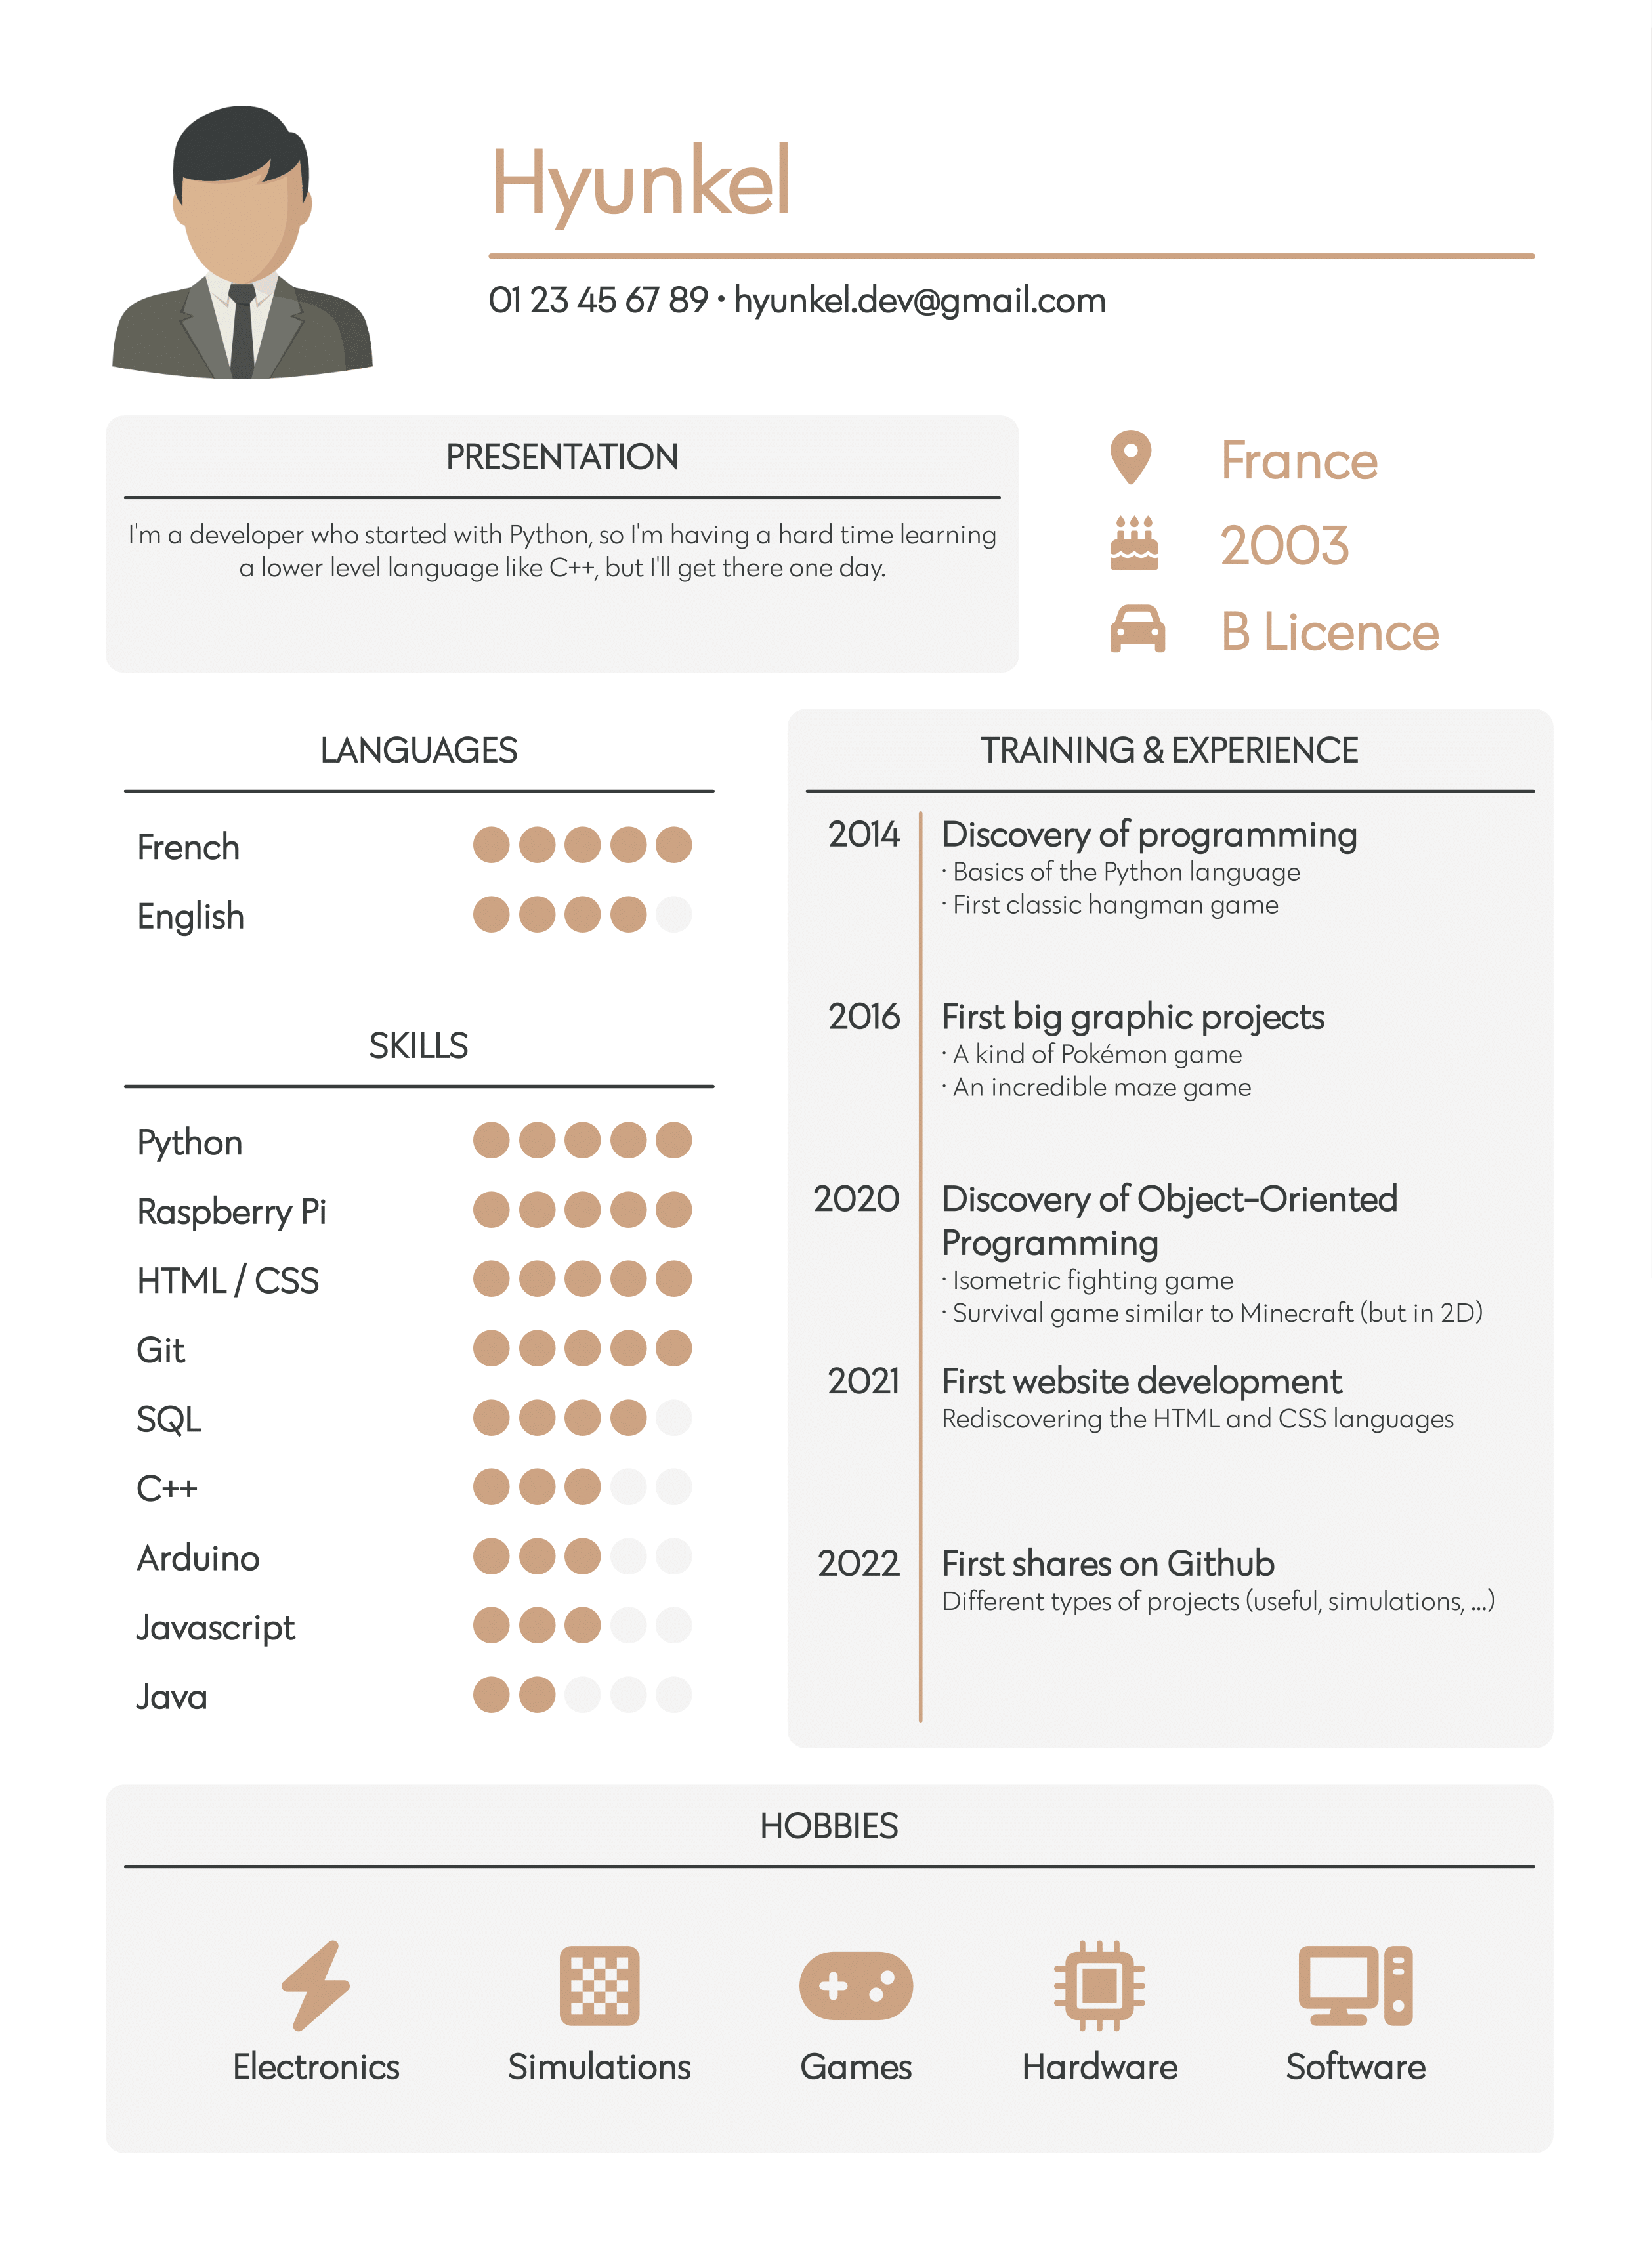 Hyunkel
01 23 45 67 89 • hyunkel.dev@gmail.com
PRESENTATION
I'm a developer who started with Python, so I'm having a hard time learning
a lower level language like C++, but I'll get there one day.
France
2003
B Licence
LANGUAGES
French
English
SKILLS
Python
Raspberry Pi
HTML / CSS
Git
SQL
C++
Arduino
Javascript
Java
TRAINING & EXPERIENCE
2014 Discovery of programming
· Basics of the Python language
· First classic hangman game
2016 First big graphic projects
· A kind of Pokémon game
· An incredible maze game
2020 Discovery of Object-Oriented
Programming
· Isometric fighting game
· Survival game similar to Minecraft (but in 2D)
2021 First website development
Rediscovering the HTML and CSS languages
2022 First shares on Github
Different types of projects (useful, simulations, ...)
HOBBIES
Electronics Simulations Games Hardware Software